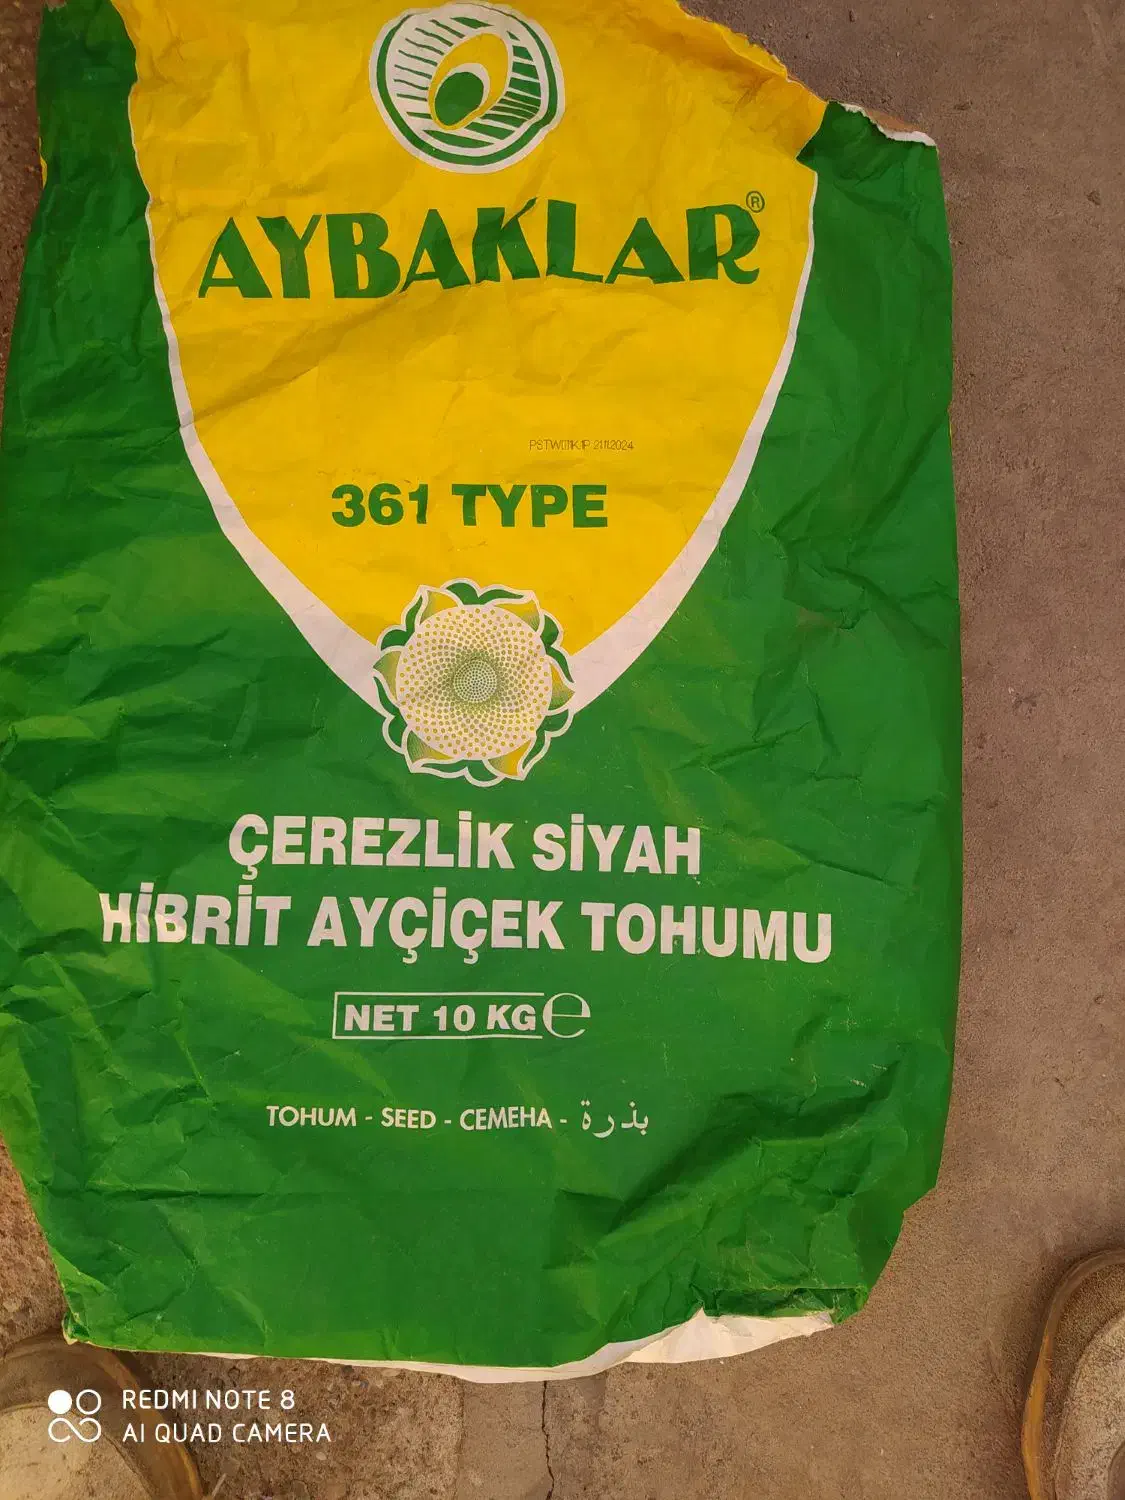 AYBAKLAR®
361 TYPE
ÇEREZLİK SİYAH
HİBRİT AYÇİÇEK TOHUMU
NET 10 KG ℮
TOHUM - SEED - СЕМЕНА - بذرة
REDMI NOTE 8
AI QUAD CAMERA